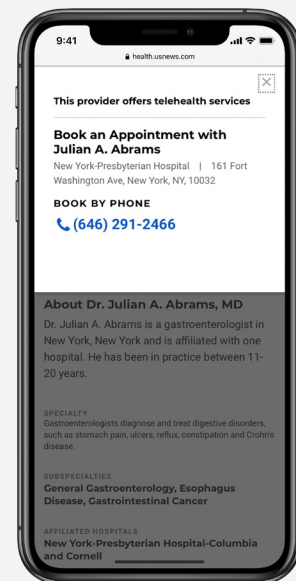 9:41
health.usnews.com
This provider offers telehealth services
Book an Appointment with
Julian A. Abrams
New York-Presbyterian Hospital | 161 Fort
Washington Ave, New York, NY, 10032
BOOK BY PHONE
(646) 291-2466
About Dr. Julian A. Abrams, MD
Dr. Julian A. Abrams is a gastroenterologist in
New York, New York and is affiliated with one
hospital. He has been in practice between 11-
20 years.
SPECIALTY
Gastroenterologists diagnose and treat digestive disorders,
such as stomach pain, ulcers, reflux, constipation and Crohn's
disease.
SUBSPECIALTIES
General Gastroenterology, Esophagus
Disease, Gastrointestinal Cancer
AFFILIATED HOSPITALS
New York-Presbyterian Hospital-Columbia
and Cornell